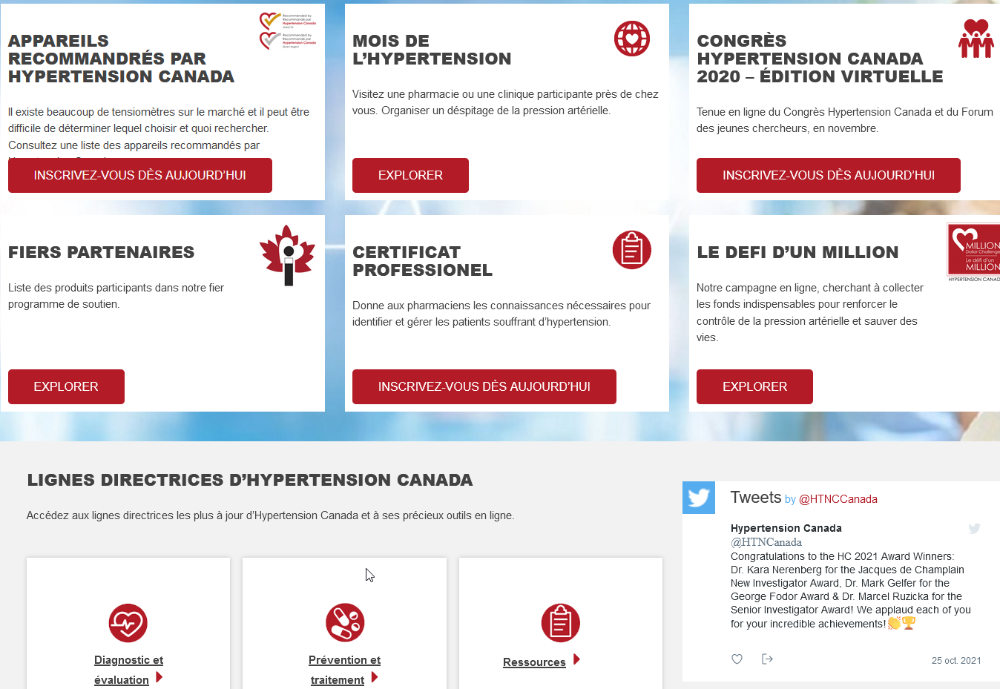 APPAREILS
RECOMMANDRÉS PAR
HYPERTENSION CANADA
Recommended by
Recommandé par
Hypertension Canada
Recommended by
Recommandé par
Hypertension Canada
Il existe beaucoup de tensiomètres sur le marché et il peut être
difficile de déterminer lequel choisir et quoi rechercher.
Consultez une liste des appareils recommandés par
INSCRIVEZ-VOUS DÈS AUJOURD’HUI
MOIS DE
L’HYPERTENSION
Visitez une pharmacie ou une clinique participante près de chez
vous. Organiser un déspitage de la pression artérielle.
EXPLORER
CONGRÈS
HYPERTENSION CANADA
2020 – ÉDITION VIRTUELLE
Tenue en ligne du Congrès Hypertension Canada et du Forum
des jeunes chercheurs, en novembre.
INSCRIVEZ-VOUS DÈS AUJOURD’HUI
FIERS PARTENAIRES
Liste des produits participants dans notre fier
programme de soutien.
EXPLORER
CERTIFICAT
PROFESSIONEL
Donne aux pharmaciens les connaissances nécessaires pour
identifier et gérer les patients souffrant d’hypertension.
INSCRIVEZ-VOUS DÈS AUJOURD’HUI
LE DEFI D’UN MILLION
MILLION
Dollar Challenge
Le défi d’un
MILLION
HYPERTENSION CANAD
Notre campagne en ligne, cherchant à collecter
les fonds indispensables pour renforcer le
contrôle de la pression artérielle et sauver des
vies.
EXPLORER
LIGNES DIRECTRICES D’HYPERTENSION CANADA
Accédez aux lignes directrices les plus à jour d’Hypertension Canada et à ses précieux outils en ligne.
Diagnostic et
évaluation
Prévention et
traitement
Ressources
Tweets by @HTNCCanada
Hypertension Canada
@HTNCanada
Congratulations to the HC 2021 Award Winners:
Dr. Kara Nerenberg for the Jacques de Champlain
New Investigator Award, Dr. Mark Gelfer for the
George Fodor Award & Dr. Marcel Ruzicka for the
Senior Investigator Award! We applaud each of you
for your incredible achievements!👏🏆
25 oct. 2021